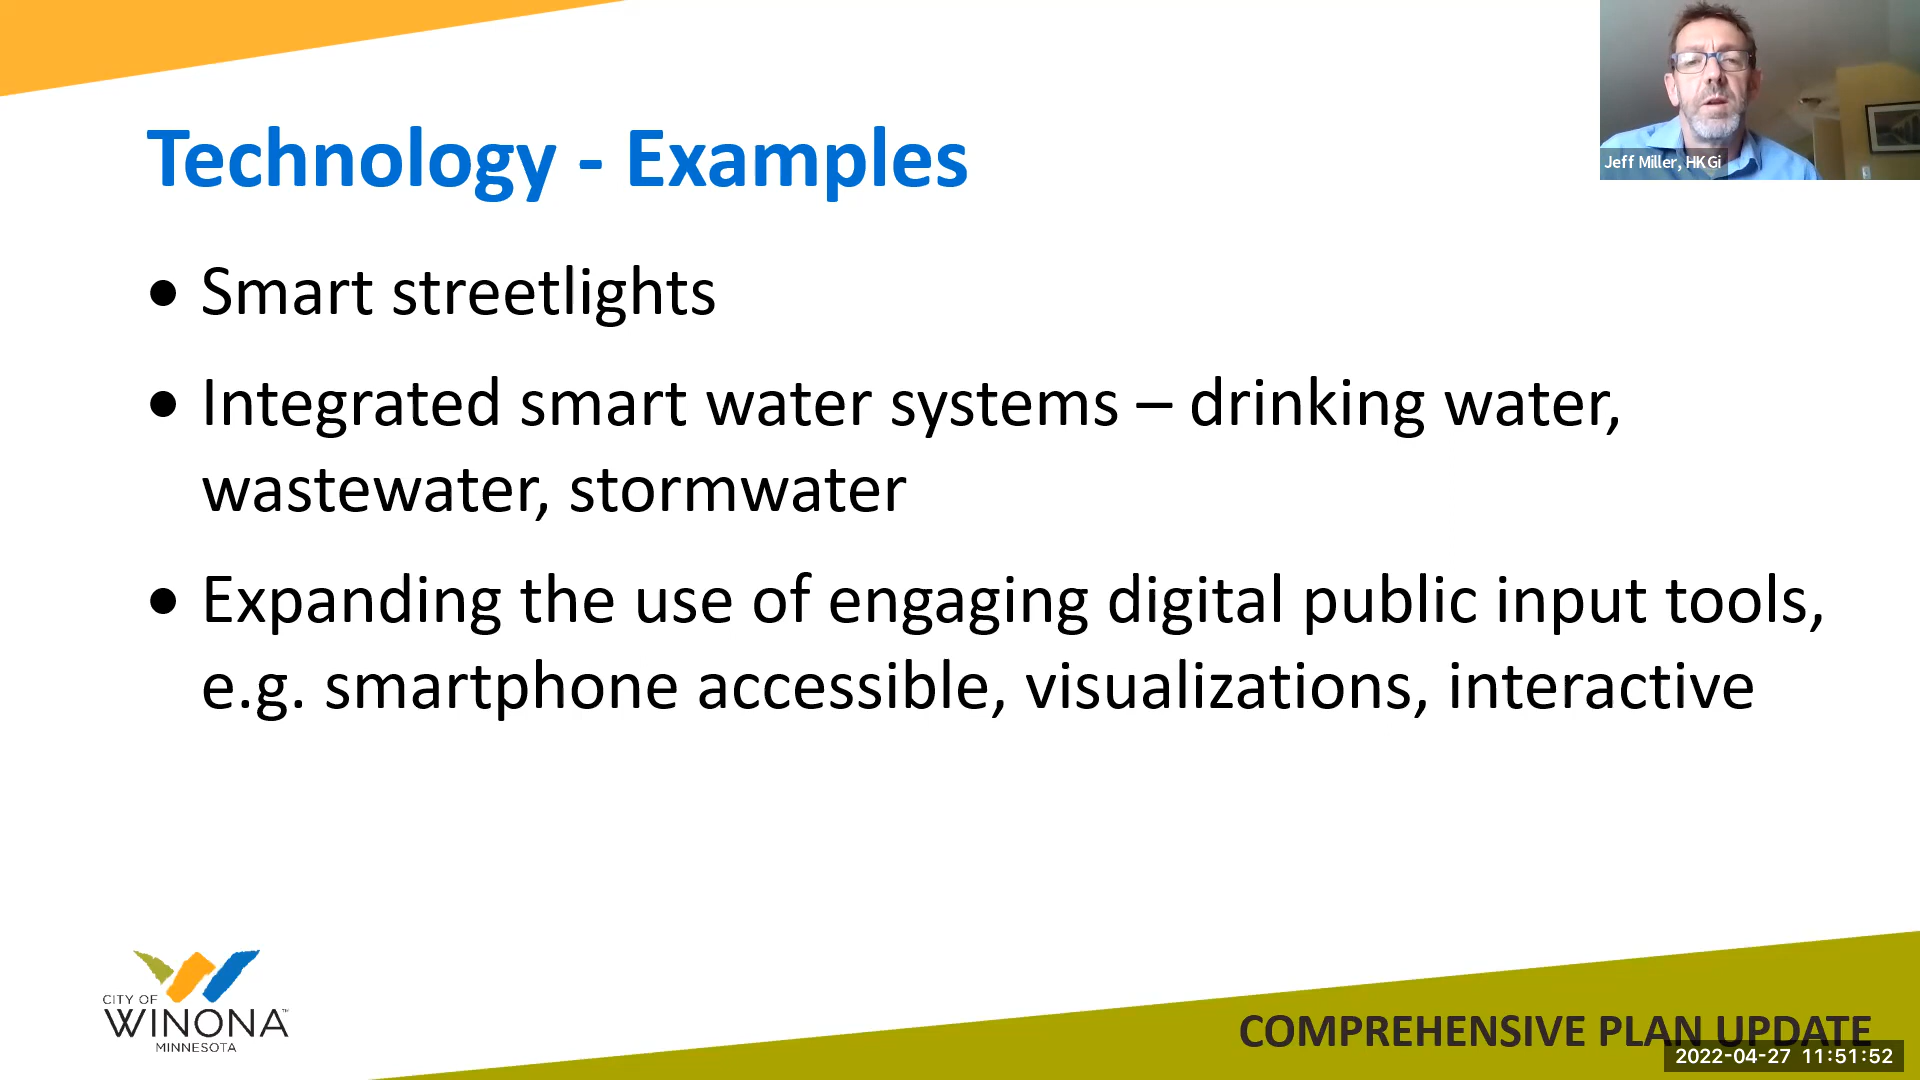 Jeff Miller, HKGi
Technology - Examples
• Smart streetlights
• Integrated smart water systems – drinking water,
wastewater, stormwater
• Expanding the use of engaging digital public input tools,
e.g. smartphone accessible, visualizations, interactive
CITY OF
WINONA™
MINNESOTA
COMPREHENSIVE PLAN UPDATE
2022-04-27 11:51:52